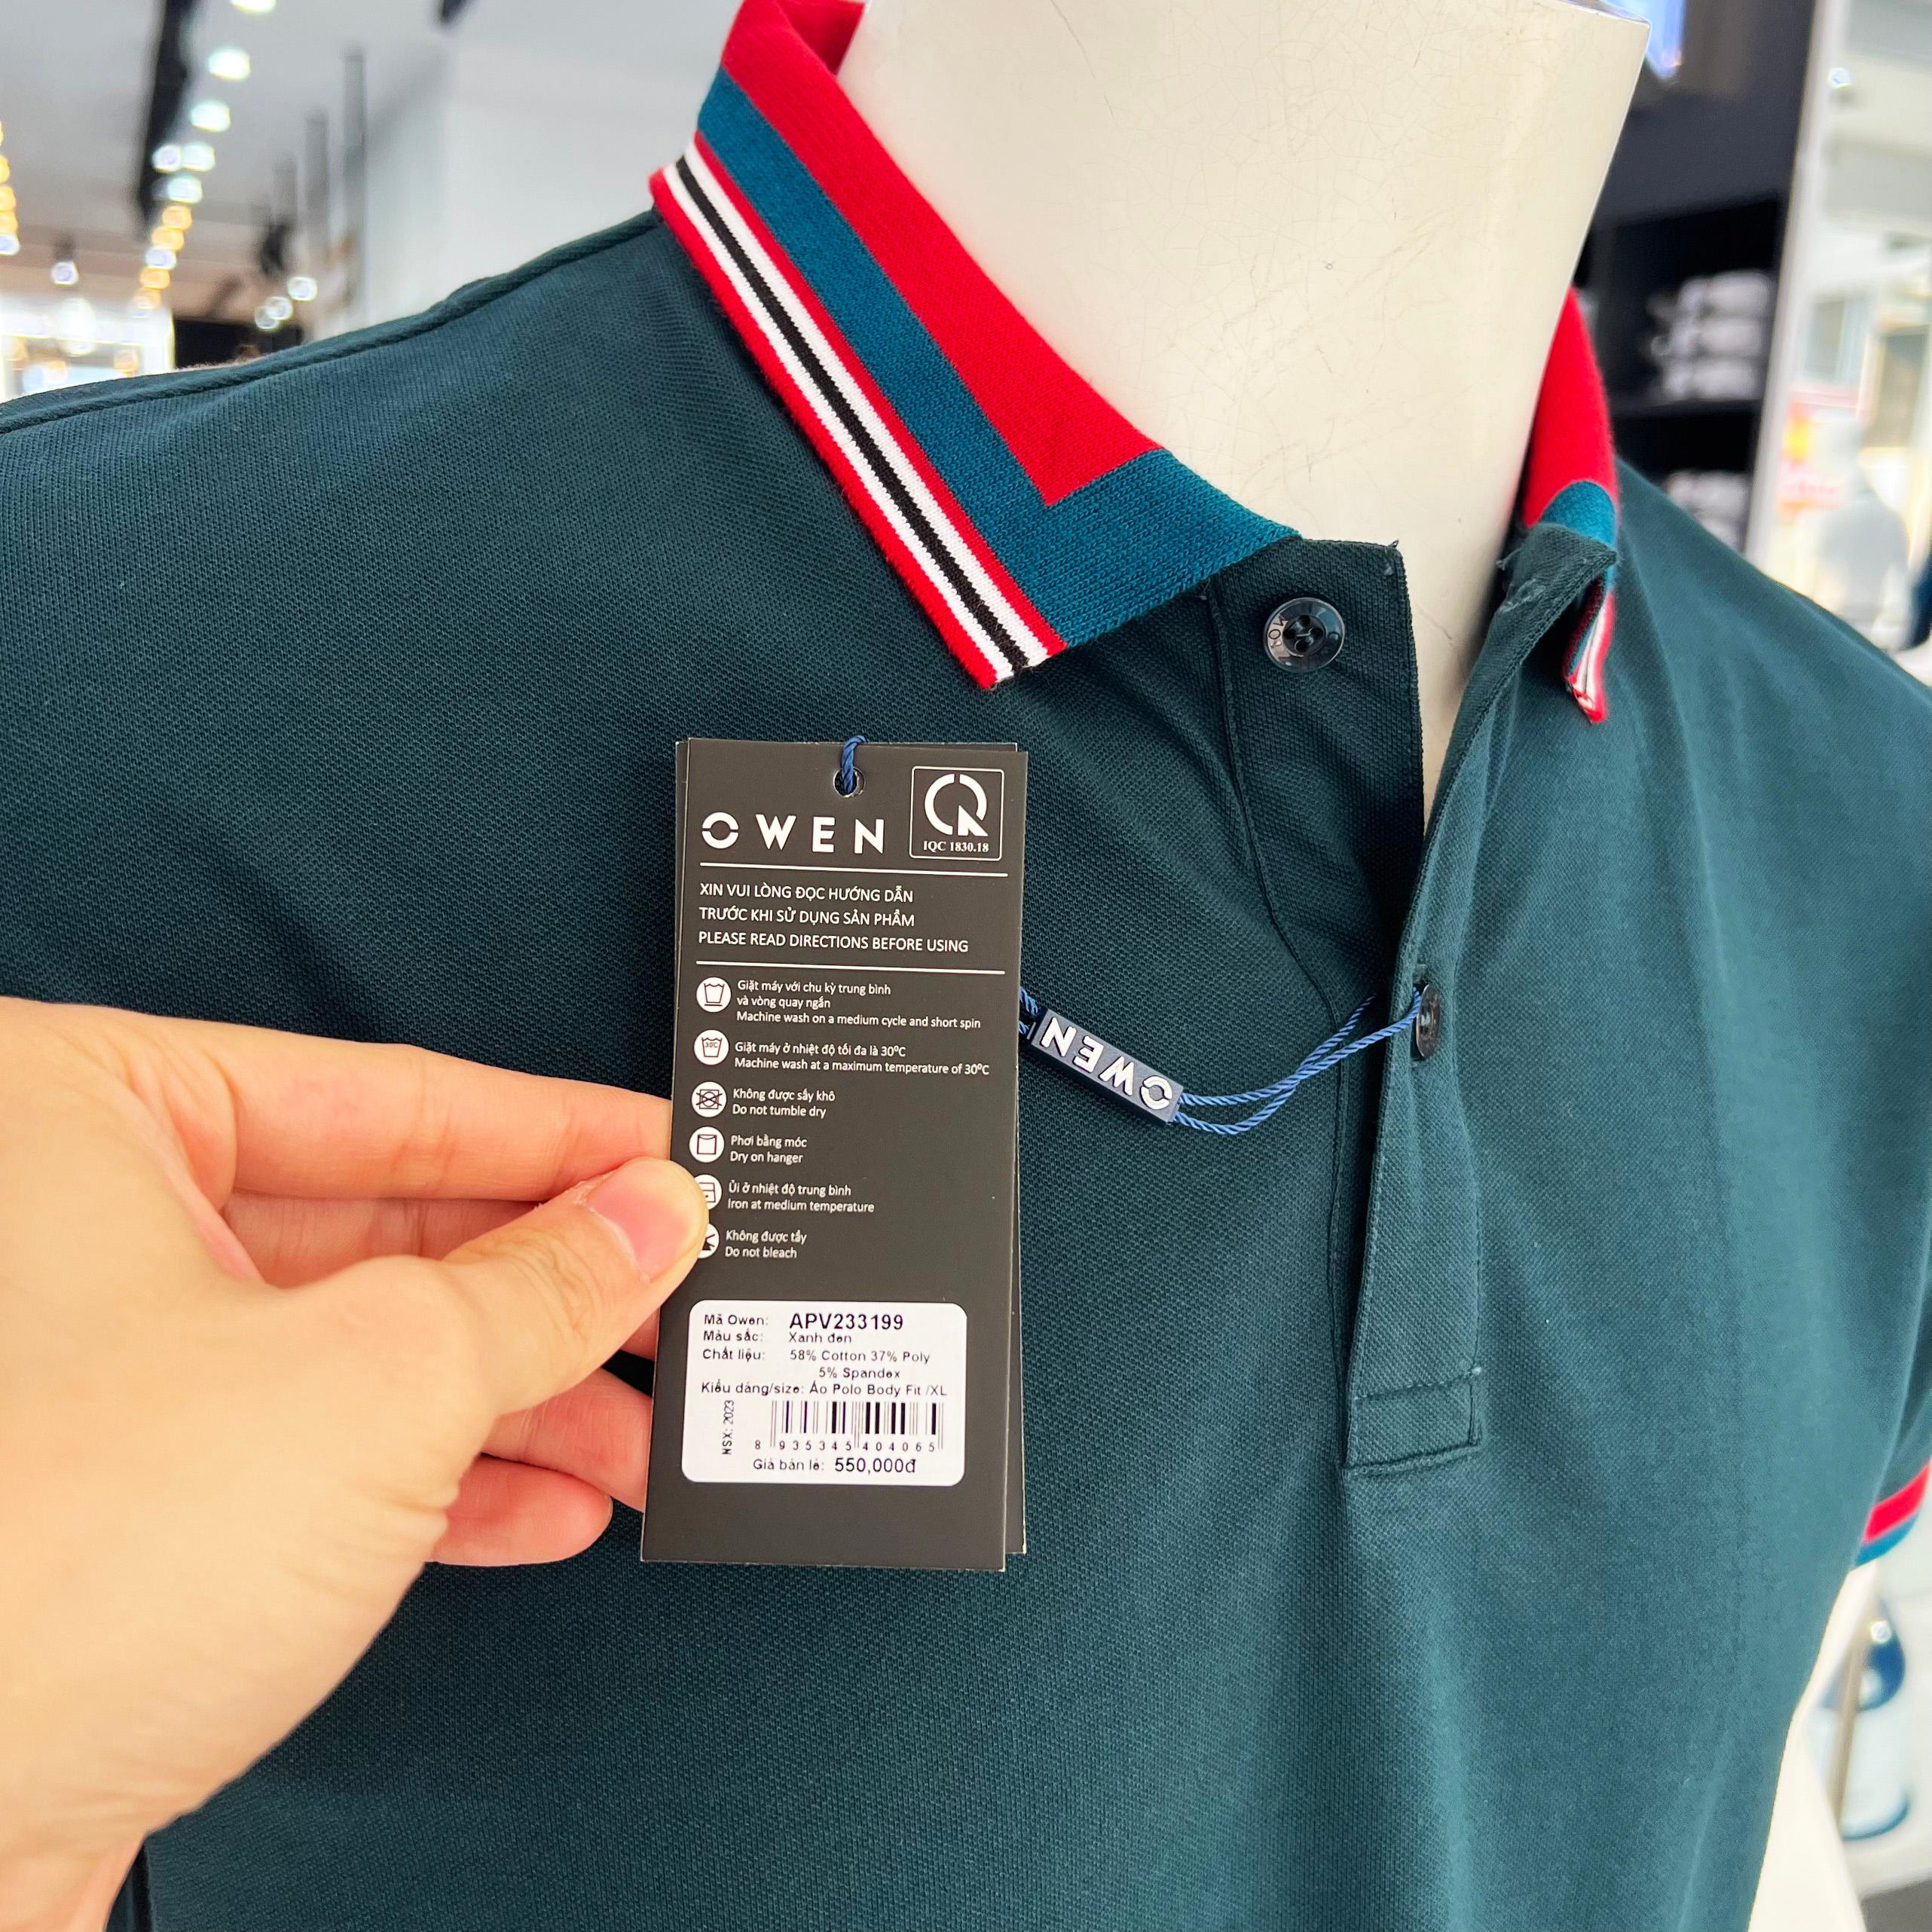 OWEN
IQC 1830.18
XIN VUI LÒNG ĐỌC HƯỚNG DẪN
TRƯỚC KHI SỬ DỤNG SẢN PHẨM
PLEASE READ DIRECTIONS BEFORE USING
Giặt máy với chu kỳ trung bình
và vòng quay ngắn
Machine wash on a medium cycle and short spin
30C
Giặt máy ở nhiệt độ tối đa là 30ºC
Machine wash at a maximum temperature of 30ºC
Không được sấy khô
Do not tumble dry
Phơi bằng móc
Dry on hanger
Ủi ở nhiệt độ trung bình
Iron at medium temperature
Không được tẩy
Do not bleach
Mã Owen: APV233199
Màu sắc: Xanh đen
Chất liệu: 58% Cotton 37% Poly
5% Spandex
Kiểu dáng/size: Áo Polo Body Fit /XL
NSX: 2023
8 935345 404065
Giá bán lẻ: 550,000đ
OWEN